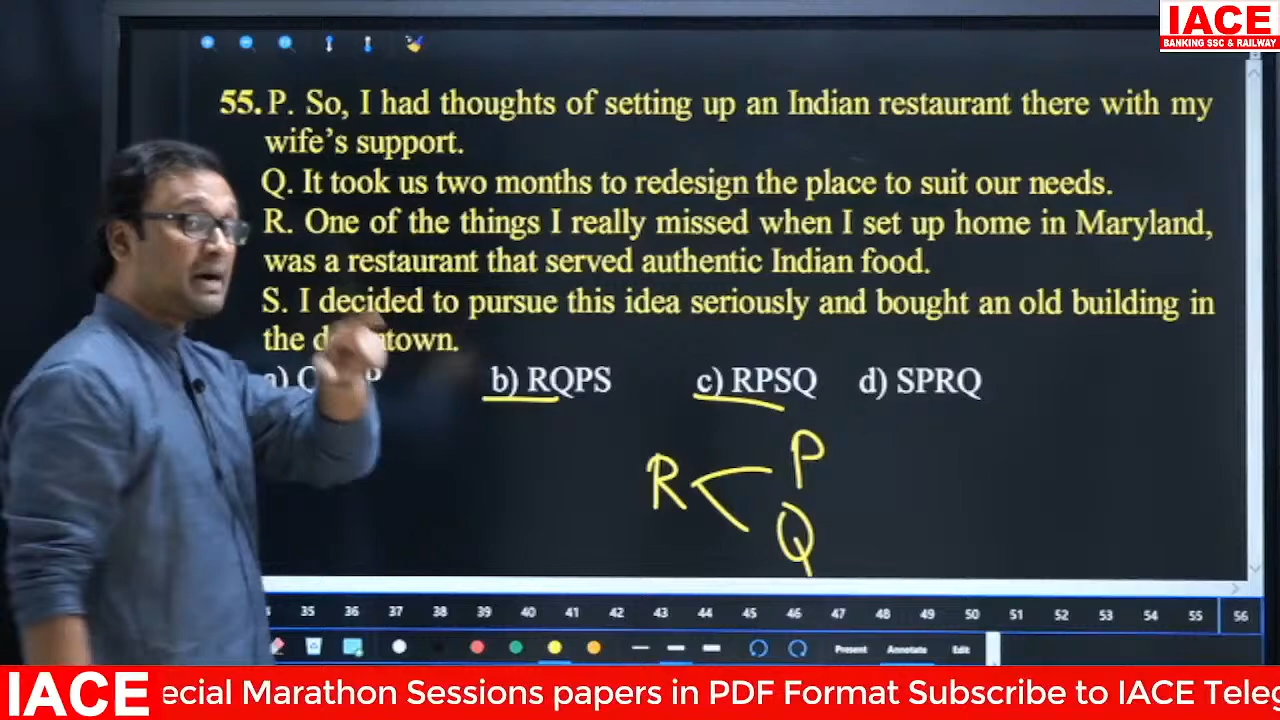 IACE
BANKING SSC & RAILWAY
55. P. So, I had thoughts of setting up an Indian restaurant there with my
wife's support.
Q. It took us two months to redesign the place to suit our needs.
R. One of the things I really missed when I set up home in Maryland,
was a restaurant that served authentic Indian food.
S. I decided to pursue this idea seriously and bought an old building in
the
b) RQPS c) RPSQ d) SPRQ
P
R
Q
35 36 37 38 39 40 41 42 43 44 45 46 47 48 49 50 51 52 53 54 55 56
Present Annotate Edit
IACE ecial Marathon Sessions papers in PDF Format Subscribe to IACE Teleg